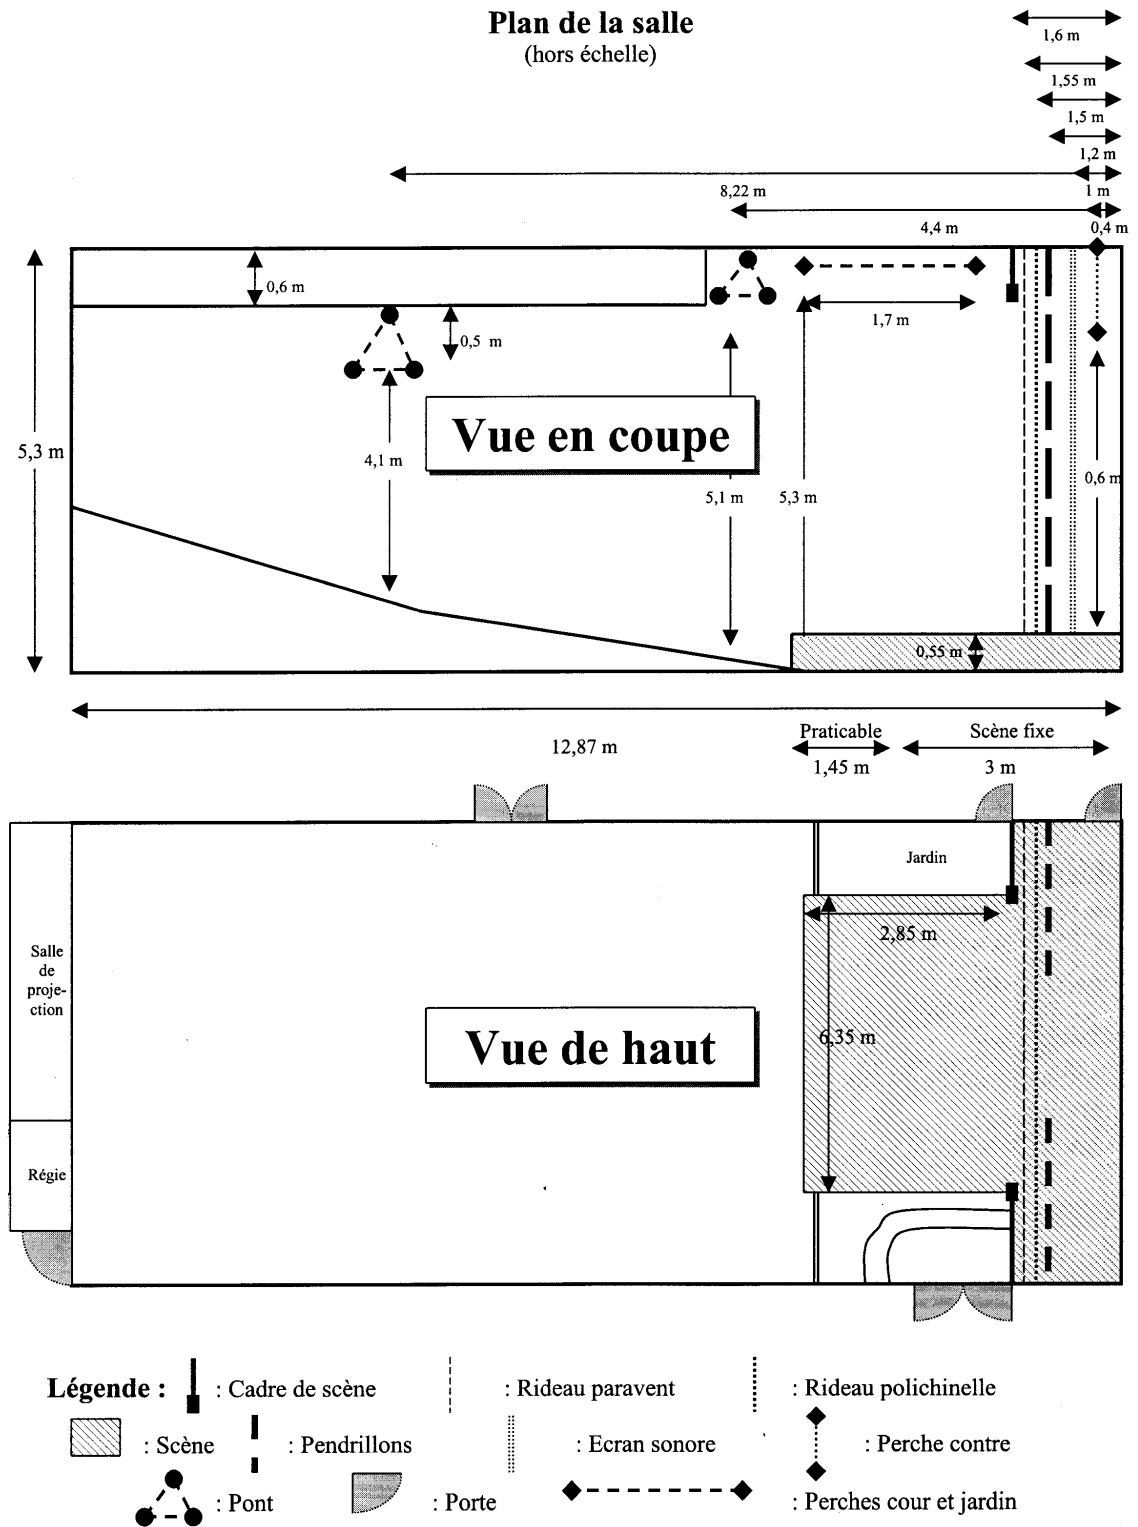 Plan de la salle
(hors échelle)
1,6 m
1,55 m
1,5 m
1,2 m
8,22 m
1 m
4,4 m
0,4 m
0,6 m
1,7 m
0,5 m
Vue en coupe
5,3 m
4,1 m
5,1 m
5,3 m
0,6 m
0,55 m
12,87 m
Praticable
1,45 m
Scène fixe
3 m
Jardin
2,85 m
Salle
de
proje-
ction
6,35 m
Vue de haut
Régie
Légende :
: Cadre de scène
: Rideau paravent
: Rideau polichinelle
: Scène
: Pendrillons
: Ecran sonore
: Perche contre
: Pont
: Porte
: Perches cour et jardin